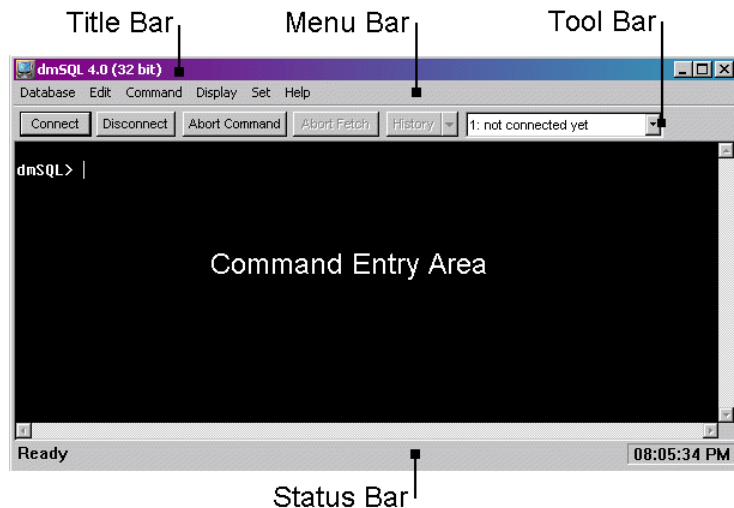 Title Bar Menu Bar Tool Bar
dmSQL 4.0 (32 bit)
Database Edit Command Display Set Help
Connect Disconnect Abort Command Abort Fetch History 1: not connected yet
dmSQL>
Command Entry Area
Ready 08:05:34 PM
Status Bar